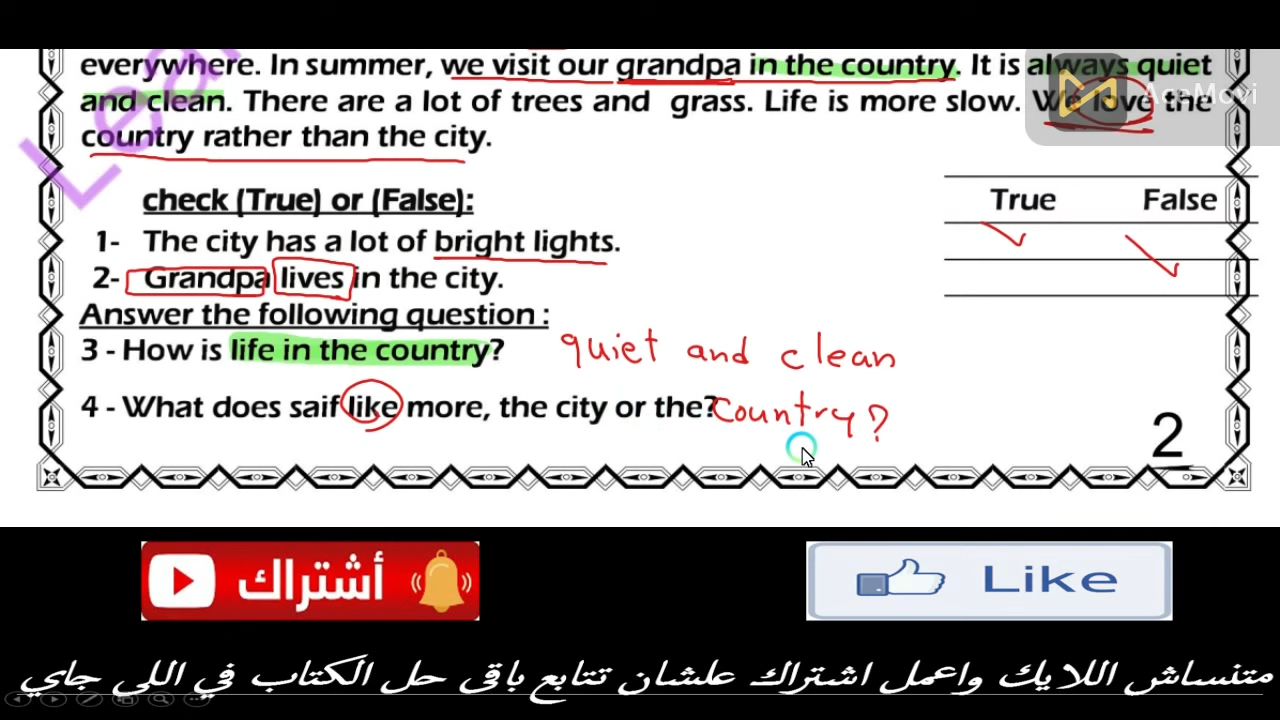 everywhere. In summer, we visit our grandpa in the country. It is always quiet
and clean. There are a lot of trees and grass. Life is more slow. We love the
AceMovi
country rather than the city.
Lea
check (True) or (False):
True False
1- The city has a lot of bright lights.
2- Grandpa lives in the city.
Answer the following question :
3 - How is life in the country? quiet and clean
4 - What does saif like more, the city or the? country?
2
أشتراك
Like
متنساش اللايك واعمل اشتراك علشان تتابع باقى حل الكتاب في اللى جاي